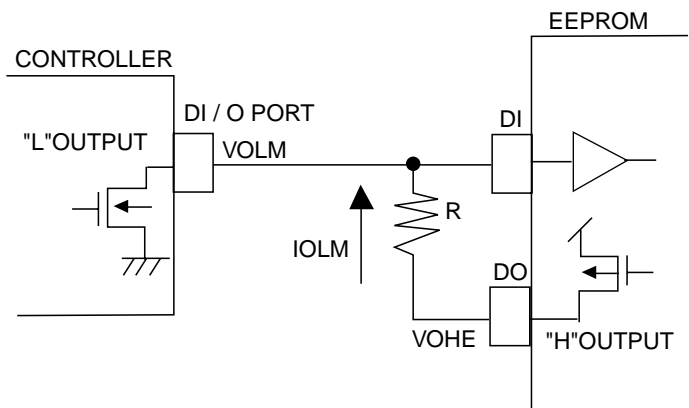 EEPROM
CONTROLLER
DI / O PORT
"L"OUTPUT
VOLM
DI
R
IOLM
DO
VOHE
"H"OUTPUT